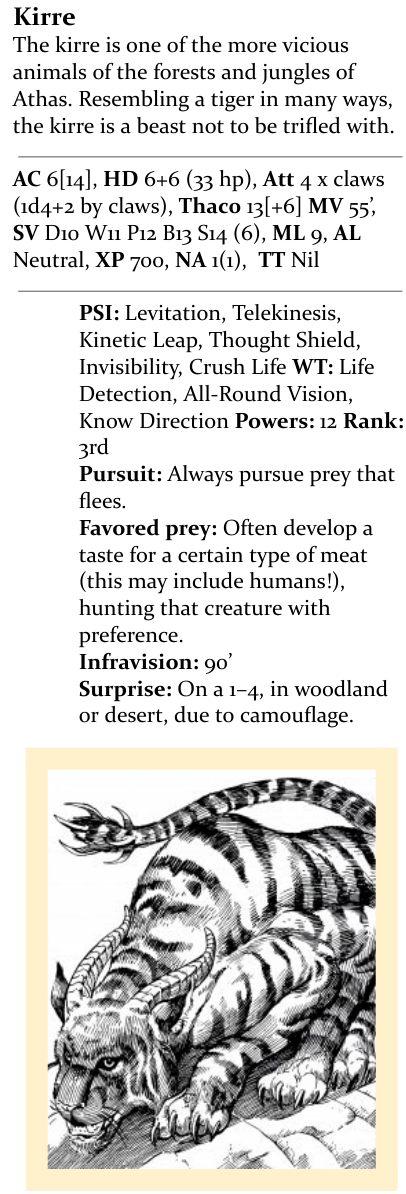 Kirre
The kirre is one of the more vicious
animals of the forests and jungles of
Athas. Resembling a tiger in many ways,
the kirre is a beast not to be trifled with.
AC 6[14], HD 6+6 (33 hp), Att 4 x claws
(1d4+2 by claws), Thaco 13[+6] MV 55’,
SV D10 W11 P12 B13 S14 (6), ML 9, AL
Neutral, XP 700, NA 1(1), TT Nil
PSI: Levitation, Telekinesis,
Kinetic Leap, Thought Shield,
Invisibility, Crush Life WT: Life
Detection, All-Round Vision,
Know Direction Powers: 12 Rank:
3rd
Pursuit: Always pursue prey that
flees.
Favored prey: Often develop a
taste for a certain type of meat
(this may include humans!),
hunting that creature with
preference.
Infravision: 90’
Surprise: On a 1–4, in woodland
or desert, due to camouflage.